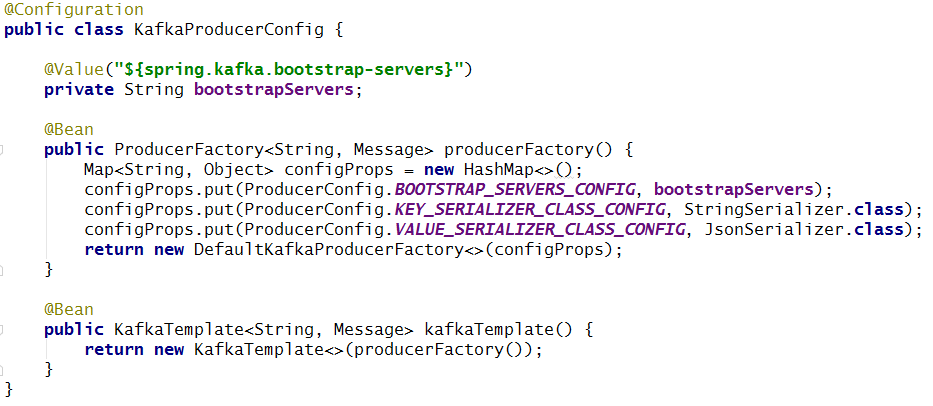 @Configuration
public class KafkaProducerConfig {
@Value("${spring.kafka.bootstrap-servers}")
private String bootstrapServers;
@Bean
public ProducerFactory<String, Message> producerFactory() {
Map<String, Object> configProps = new HashMap<>();
configProps.put(ProducerConfig.BOOTSTRAP_SERVERS_CONFIG, bootstrapServers);
configProps.put(ProducerConfig.KEY_SERIALIZER_CLASS_CONFIG, StringSerializer.class);
configProps.put(ProducerConfig.VALUE_SERIALIZER_CLASS_CONFIG, JsonSerializer.class);
return new DefaultKafkaProducerFactory<>(configProps);
}
@Bean
public KafkaTemplate<String, Message> kafkaTemplate() {
return new KafkaTemplate<>(producerFactory());
}
}